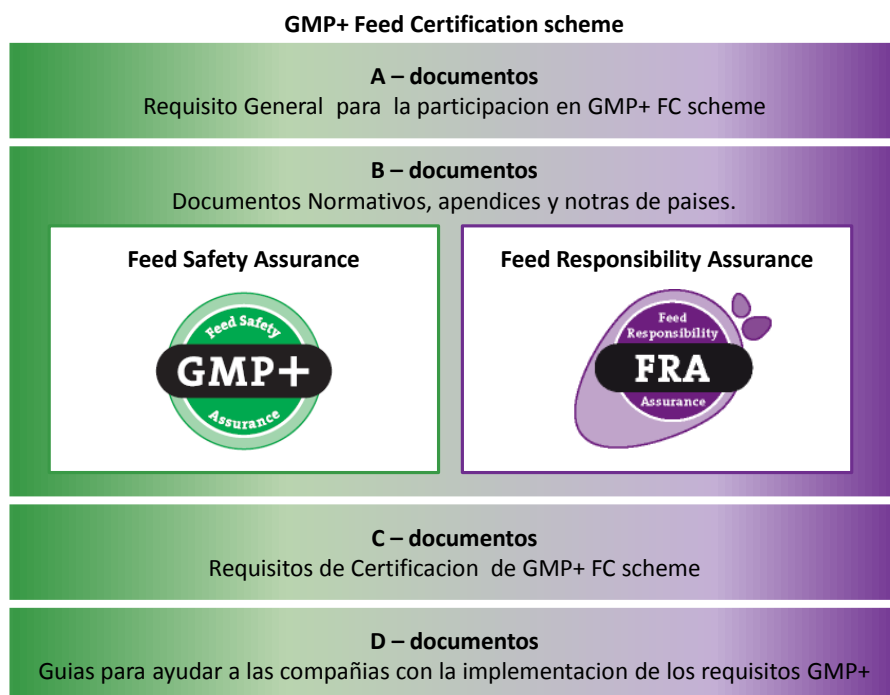 GMP+ Feed Certification scheme
A – documentos
Requisito General  para  la participacion en GMP+ FC scheme
B – documentos
Documentos Normativos, apendices y notras de paises.
Feed Safety Assurance
Feed Safety
GMP+
Assurance
Feed Responsibility Assurance
Feed
Responsibility
FRA
Assurance
C – documentos
Requisitos de Certificacion  de GMP+ FC scheme
D – documentos
Guias para ayudar a las compañias con la implementacion de los requisitos GMP+